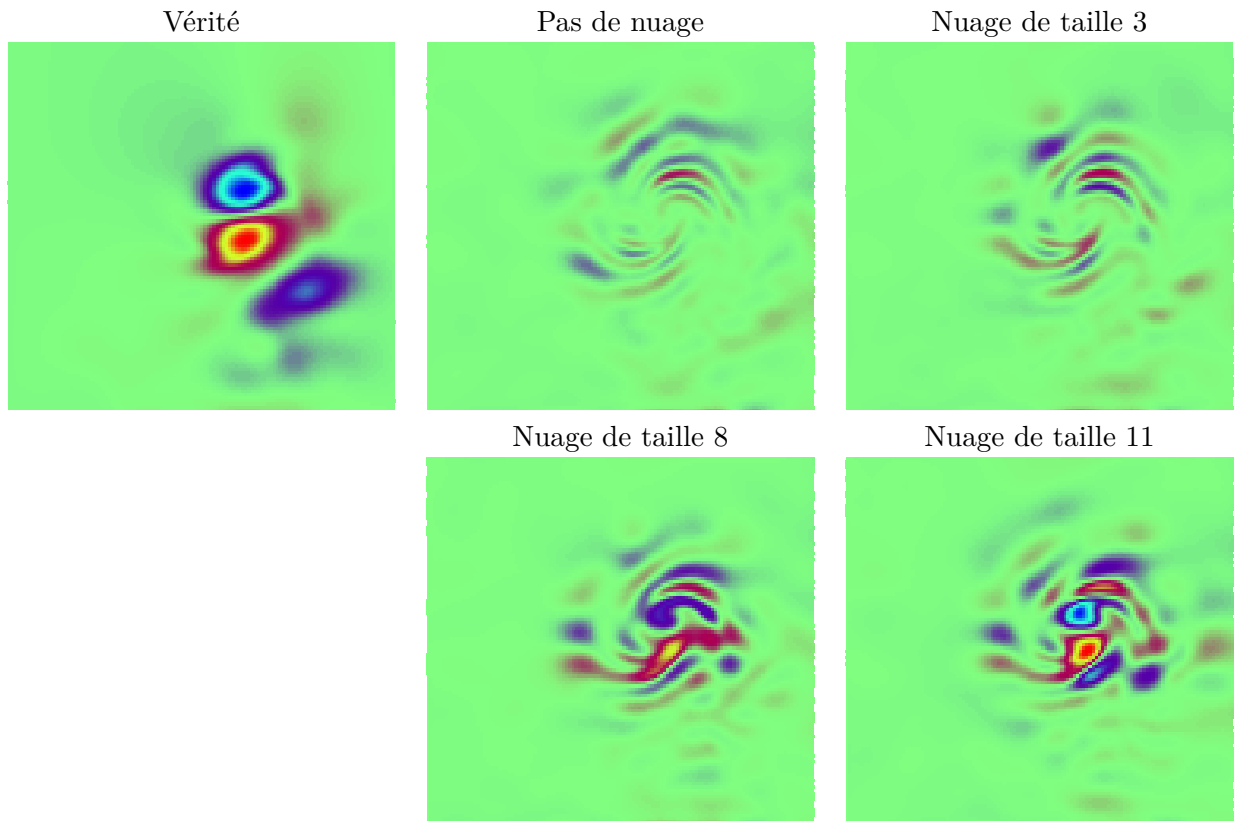 Vérité
Pas de nuage
Nuage de taille 3
Nuage de taille 8
Nuage de taille 11